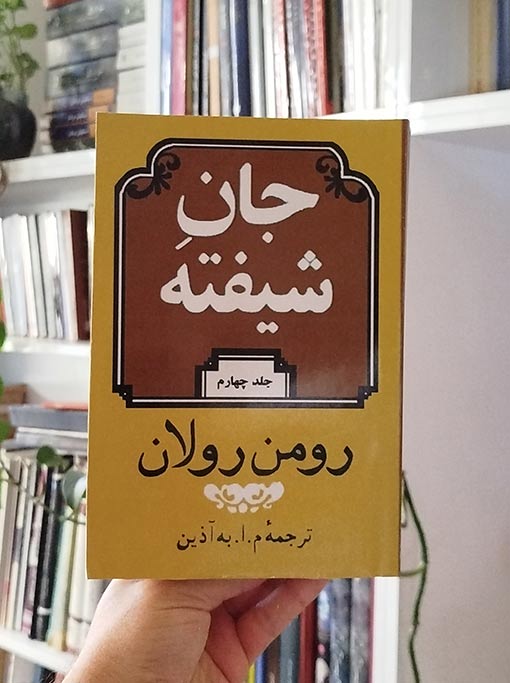 جانِ
شیفته
جلد چهارم
رومن رولان
ترجمهٔ م. ا. به‌آذین